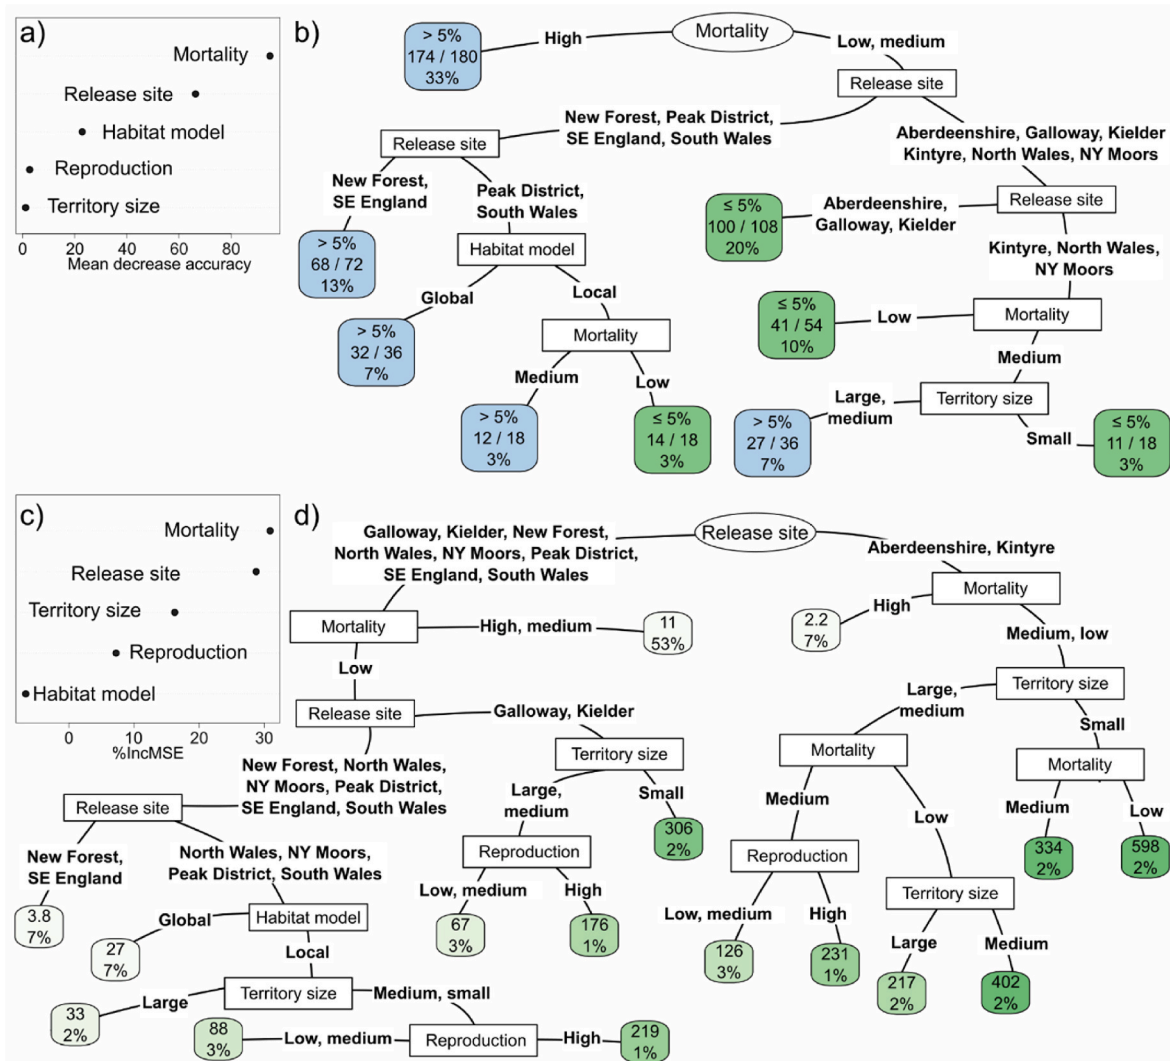 a)
Mortality
Release site
Habitat model
Reproduction
Territory size
0 20 40 60 80
Mean decrease accuracy
b)
Mortality
High
Low, medium
> 5%
174 / 180
33%
Release site
New Forest, Peak District,
SE England, South Wales
Aberdeenshire, Galloway, Kielder
Kintyre, North Wales, NY Moors
Release site
New Forest,
SE England
Peak District,
South Wales
> 5%
68 / 72
13%
Habitat model
Global
Local
> 5%
32 / 36
7%
Mortality
Medium
Low
> 5%
12 / 18
3%
≤ 5%
14 / 18
3%
Release site
Aberdeenshire,
Galloway, Kielder
≤ 5%
100 / 108
20%
Kintyre, North Wales,
NY Moors
Mortality
Low
≤ 5%
41 / 54
10%
Medium
Territory size
Large,
medium
> 5%
27 / 36
7%
Small
≤ 5%
11 / 18
3%
c)
Mortality
Release site
Territory size
Reproduction
Habitat model
0 10 20 30
%IncMSE
d)
Release site
Galloway, Kielder, New Forest,
North Wales, NY Moors, Peak District,
SE England, South Wales
Aberdeenshire, Kintyre
Mortality
High, medium
11
53%
Low
Release site
Galloway, Kielder
Territory size
Large,
medium
Small
306
2%
Reproduction
Low, medium
High
67
3%
176
1%
New Forest, North Wales,
NY Moors, Peak District,
SE England, South Wales
Release site
New Forest,
SE England
North Wales, NY Moors,
Peak District, South Wales
3.8
7%
Habitat model
Global
27
7%
Local
Territory size
Large
33
2%
Medium, small
Reproduction
Low, medium
88
3%
High
219
1%
Mortality
High
2.2
7%
Medium, low
Territory size
Large,
medium
Small
Mortality
Medium
Low
Reproduction
Low, medium
High
126
3%
231
1%
Territory size
Large
Medium
217
2%
402
2%
Mortality
Medium
Low
334
2%
598
2%